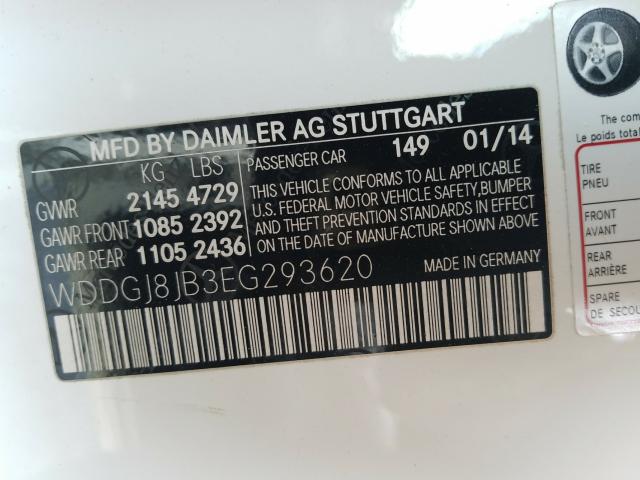 MFD BY DAIMLER AG STUTTGART
KG LBS PASSENGER CAR 149 01/14
GVWR 2145 4729
GAWR FRONT 1085 2392
GAWR REAR 1105 2436
THIS VEHICLE CONFORMS TO ALL APPLICABLE
U.S. FEDERAL MOTOR VEHICLE SAFETY,BUMPER
AND THEFT PREVENTION STANDARDS IN EFFECT
ON THE DATE OF MANUFACTURE SHOWN ABOVE.
WDDGJ8JB3EG293620 MADE IN GERMANY
The com
Le poids total
TIRE
PNEU
FRONT
AVANT
REAR
ARRIÈRE
SPARE
DE SECOU